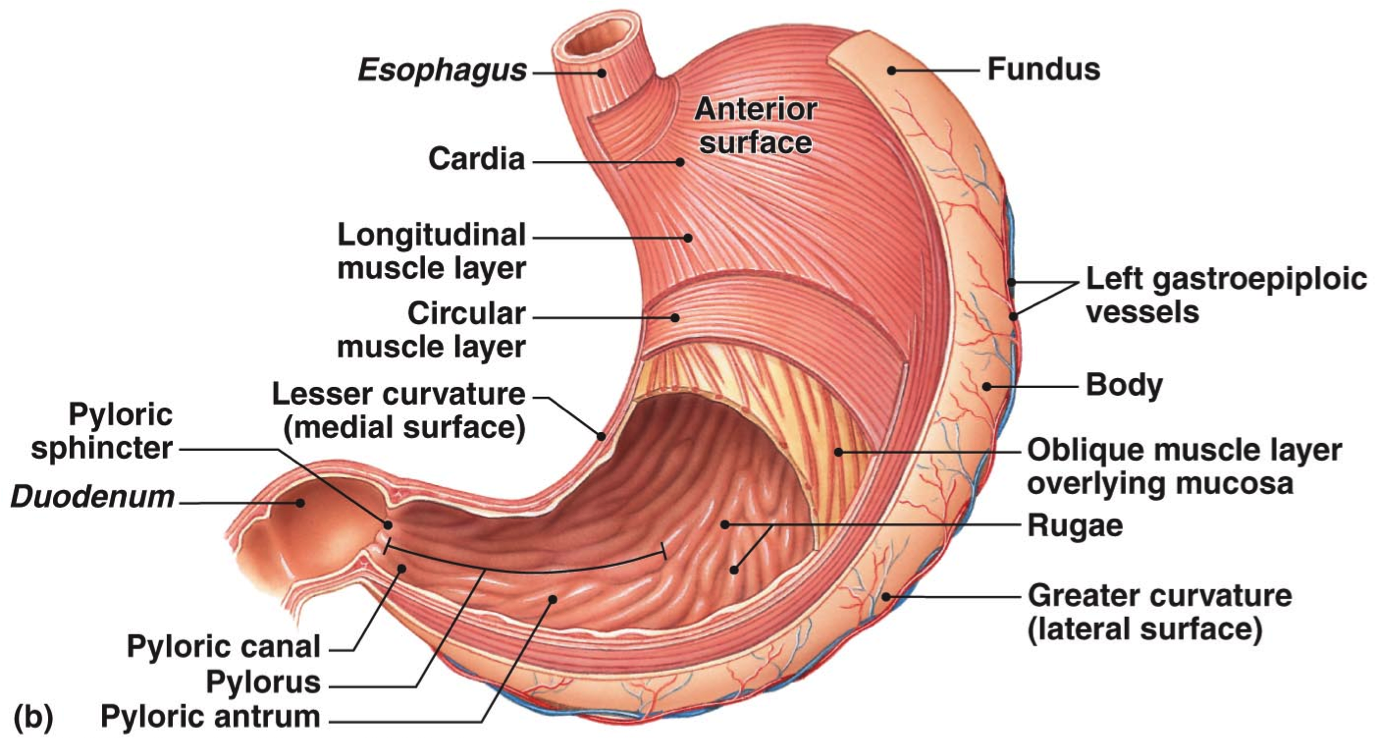 Esophagus
Fundus
Anterior
surface
Cardia
Longitudinal
muscle layer
Left gastroepiploic
vessels
Circular
muscle layer
Lesser curvature
(medial surface)
Body
Pyloric
sphincter
Oblique muscle layer
overlying mucosa
Duodenum
Rugae
Greater curvature
(lateral surface)
Pyloric canal
Pylorus
(b) Pyloric antrum